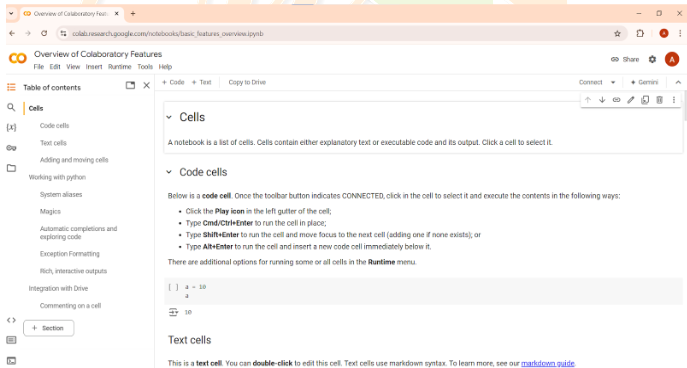 Overview of Colaboratory Featu
colab.research.google.com/notebooks/basic_features_overview.ipynb
A
Overview of Colaboratory Features
File Edit View Insert Runtime Tools Help
Share
A
Table of contents
+ Code + Text Copy to Drive
Connect
Gemini
Cells
Code cells
Text cells
Adding and moving cells
Working with python
System aliases
Magics
Automatic completions and
exploring code
Exception Formatting
Rich, interactive outputs
Integration with Drive
Commenting on a cell
+ Section
Cells
A notebook is a list of cells. Cells contain either explanatory text or executable code and its output. Click a cell to select it.
Code cells
Below is a code cell. Once the toolbar button indicates CONNECTED, click in the cell to select it and execute the contents in the following ways:
• Click the Play icon in the left gutter of the cell;
• Type Cmd/Ctrl+Enter to run the cell in place;
• Type Shift+Enter to run the cell and move focus to the next cell (adding one if none exists); or
• Type Alt+Enter to run the cell and insert a new code cell immediately below it.
There are additional options for running some or all cells in the Runtime menu.
[ ] a = 10
a
10
Text cells
This is a text cell. You can double-click to edit this cell. Text cells use markdown syntax. To learn more, see our markdown guide.